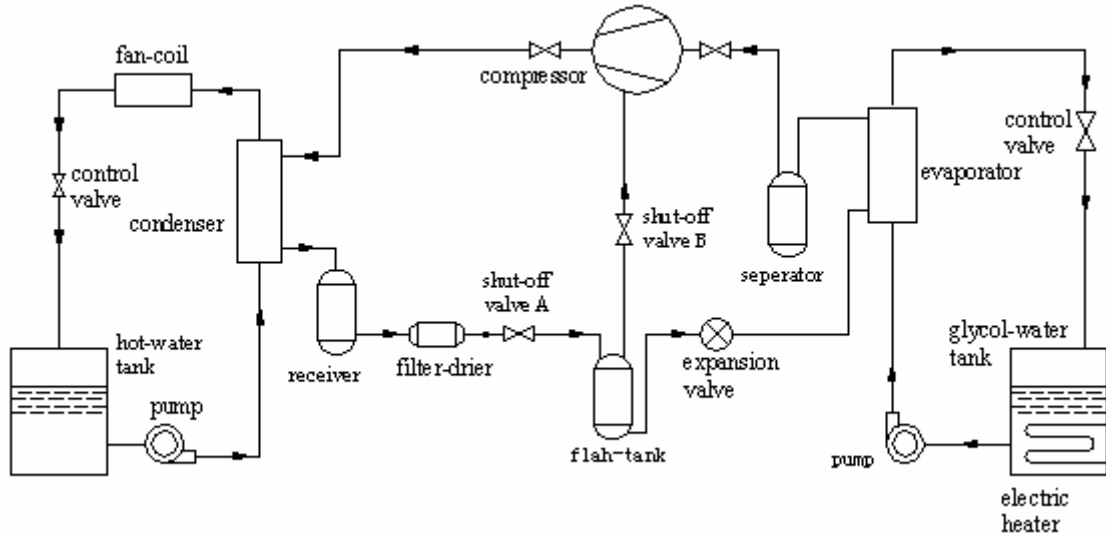 fan-coil
compressor
control
valve
control
valve
evaporator
condenser
shut-off
valve B
seperator
shut-off
valve A
hot-water
tank
glycol-water
tank
receiver
filter-drier
expansion
valve
pump
flah-tank
pump
electric
heater